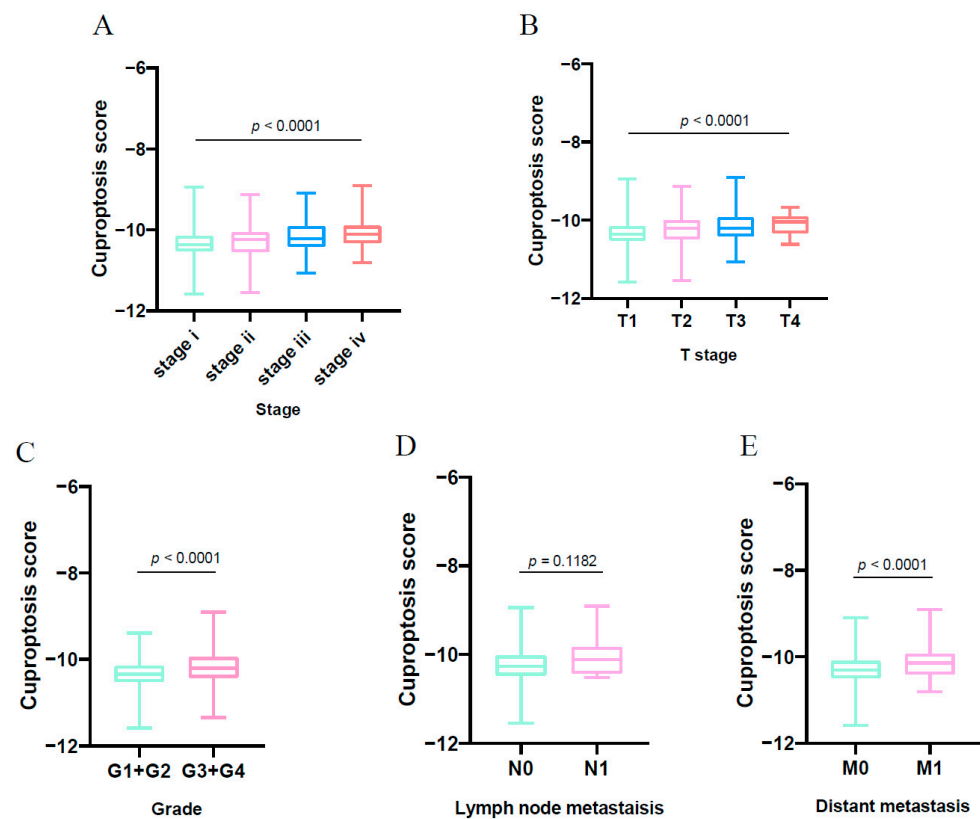 A
Cuproptosis score
−6
−8
−10
−12
p < 0.0001
stage i
stage ii
stage iii
stage iv
Stage
B
Cuproptosis score
−6
−8
−10
−12
p < 0.0001
T1 T2 T3 T4
T stage
C
Cuproptosis score
−6
−8
−10
−12
p < 0.0001
G1+G2 G3+G4
Grade
D
Cuproptosis score
−6
−8
−10
−12
p = 0.1182
N0 N1
Lymph node metastaisis
E
Cuproptosis score
−6
−8
−10
−12
p < 0.0001
M0 M1
Distant metastasis